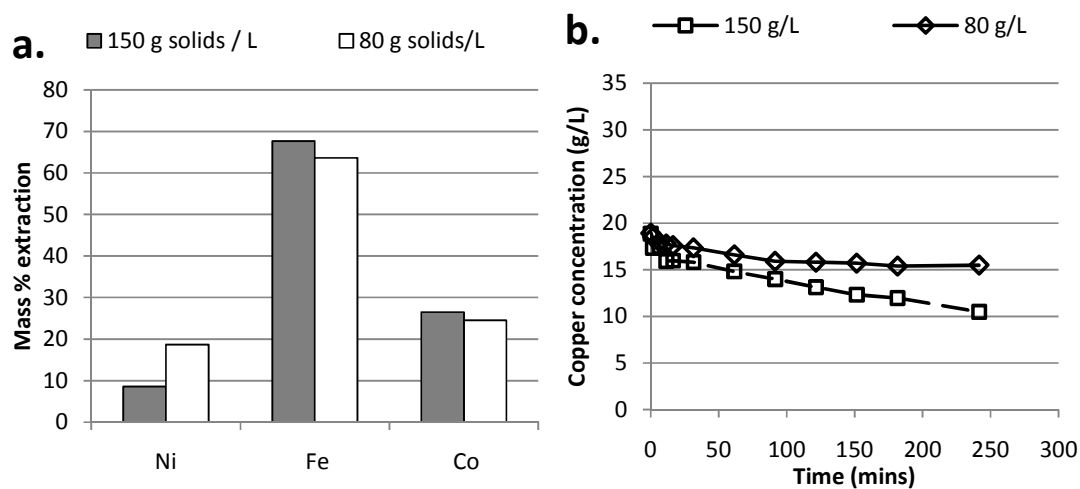 a.
150 g solids / L
80 g solids/L
Mass % extraction
80
70
60
50
40
30
20
10
0
Ni
Fe
Co
b.
150 g/L
80 g/L
Copper concentration (g/L)
35
30
25
20
15
10
5
0
0 50 100 150 200 250 300
Time (mins)